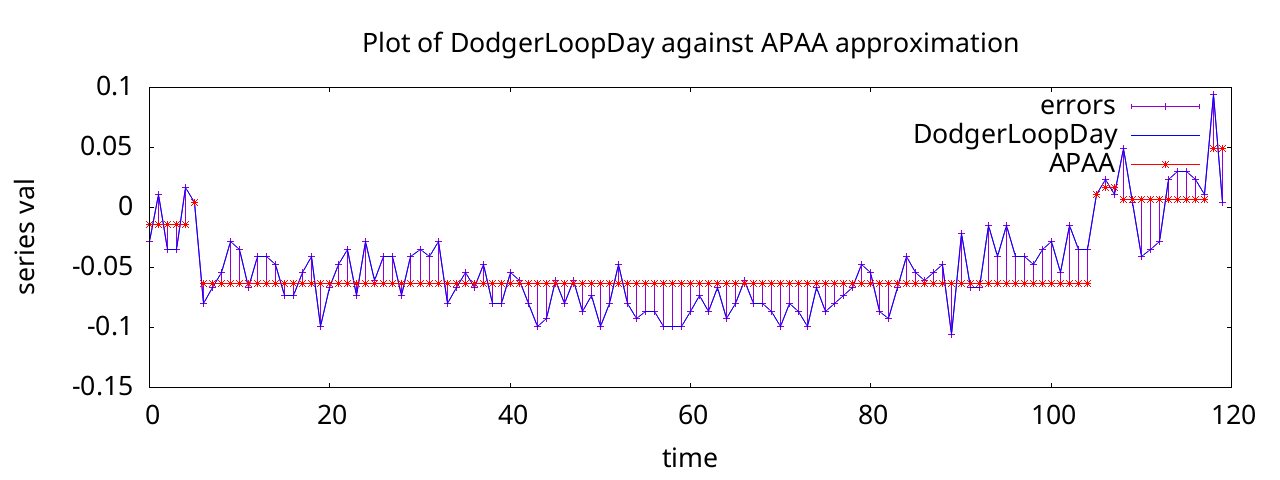 Plot of DodgerLoopDay against APAA approximation
0.1
0.05
0
-0.05
-0.1
-0.15
series val
errors
DodgerLoopDay
APAA
0 20 40 60 80 100 120
time